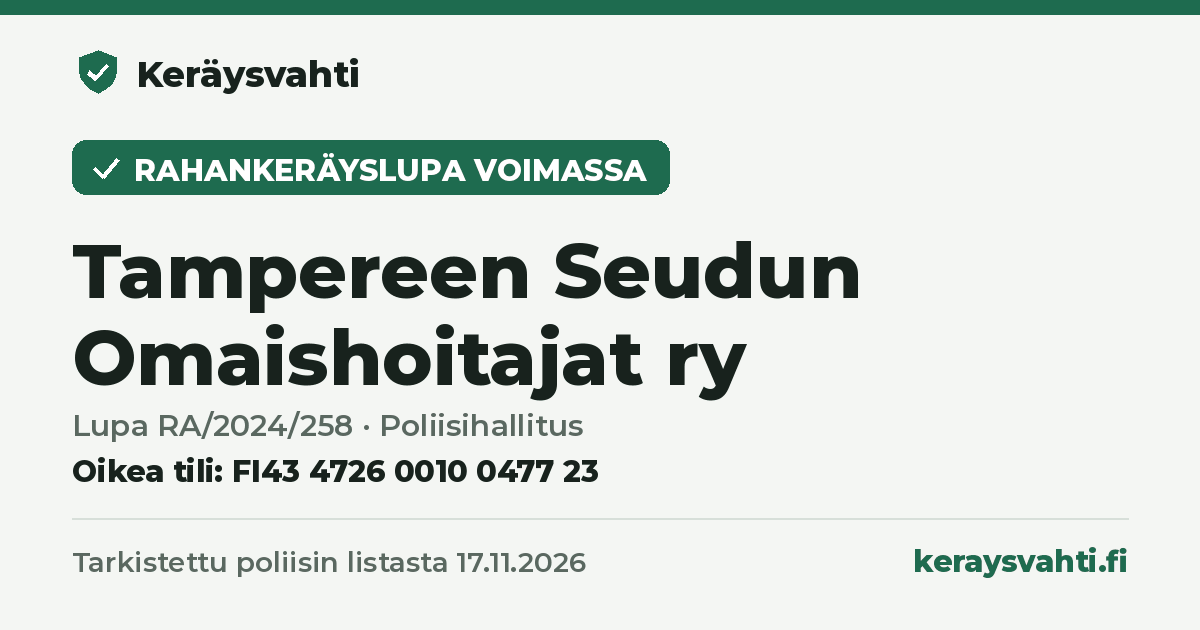 Keräysvahti
RAHANKERÄYSLUPA VOIMASSA
Tampereen Seudun
Omaishoitajat ry
Lupa RA/2024/258 · Poliisihallitus
Oikea tili: FI43 4726 0010 0477 23
Tarkistettu poliisin listasta 17.11.2026
keraysvahti.fi